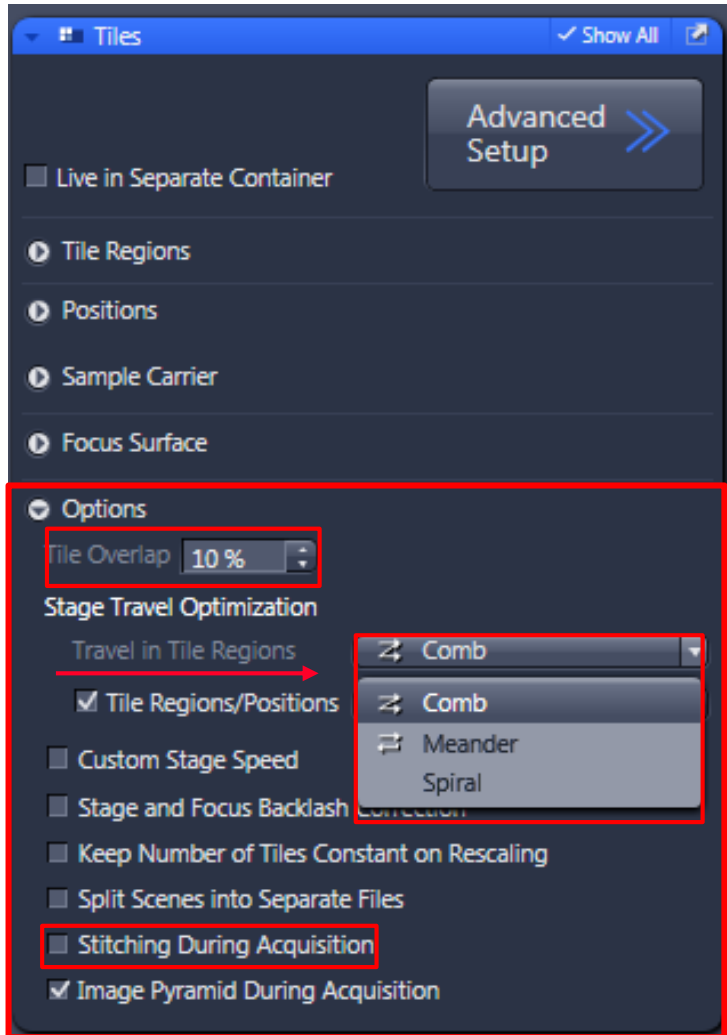 Tiles
Show All
Advanced
Setup
Live in Separate Container
Tile Regions
Positions
Sample Carrier
Focus Surface
Options
Tile Overlap 10 %
Stage Travel Optimization
Travel in Tile Regions Comb
Tile Regions/Positions Comb
Meander
Custom Stage Speed
Spiral
Stage and Focus Backlash Correction
Keep Number of Tiles Constant on Rescaling
Split Scenes into Separate Files
Stitching During Acquisition
Image Pyramid During Acquisition